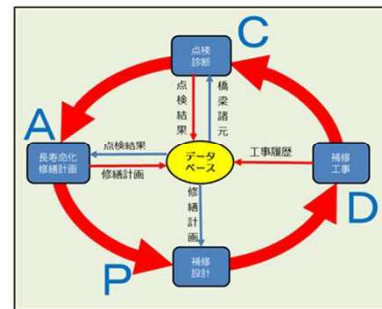 C
点検
診断
点検結果
橋梁諸元
A
長寿命化
修繕計画
点検結果
修繕計画
データ
ベース
工事履歴
補修
工事
D
修繕計画
P
補修
設計